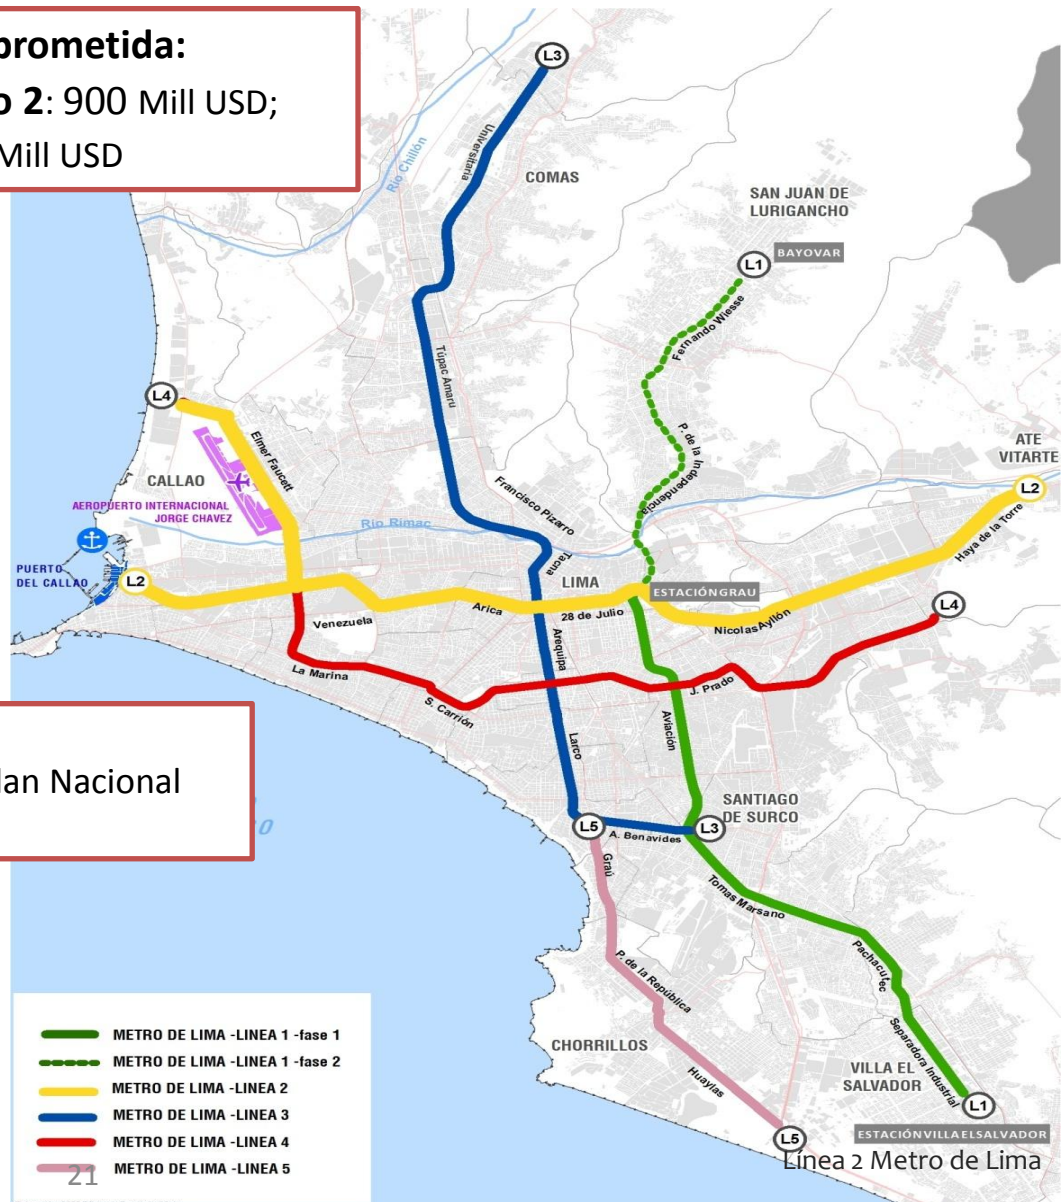 prometida:
o 2: 900 Mill USD;
Mill USD
L3
Universitaria
Rio Chillón
COMAS
SAN JUAN DE
LURIGANCHO
BAYOVAR
L1
Fernando Wiesse
Túpac Amaru
L4
Elmer Faucett
P. de la Independencia
ATE
VITARTE
CALLAO
L2
AEROPUERTO INTERNACIONAL
JORGE CHAVEZ
Francisco Pizarro
Rio Rimac
Haya de la Torre
Tacna
PUERTO
DEL CALLAO
L2
LIMA
ESTACIÓN GRAU
L4
Arica
28 de Julio
Venezuela
Nicolas Ayllón
Arequipa
La Marina
J. Prado
S. Carrión
Aviación
Larco
lan Nacional
SANTIAGO
DE SURCO
L5
L3
A. Benavides
Graú
Tomas Marsano
Pachacutec
P. de la República
Separadora Industrial
CHORRILLOS
Huaylas
VILLA EL
SALVADOR
L1
L5
ESTACIÓN VILLA EL SALVADOR
METRO DE LIMA -LINEA 1 -fase 1
METRO DE LIMA -LINEA 1 -fase 2
METRO DE LIMA -LINEA 2
METRO DE LIMA -LINEA 3
METRO DE LIMA -LINEA 4
METRO DE LIMA -LINEA 5
21
Línea 2 Metro de Lima